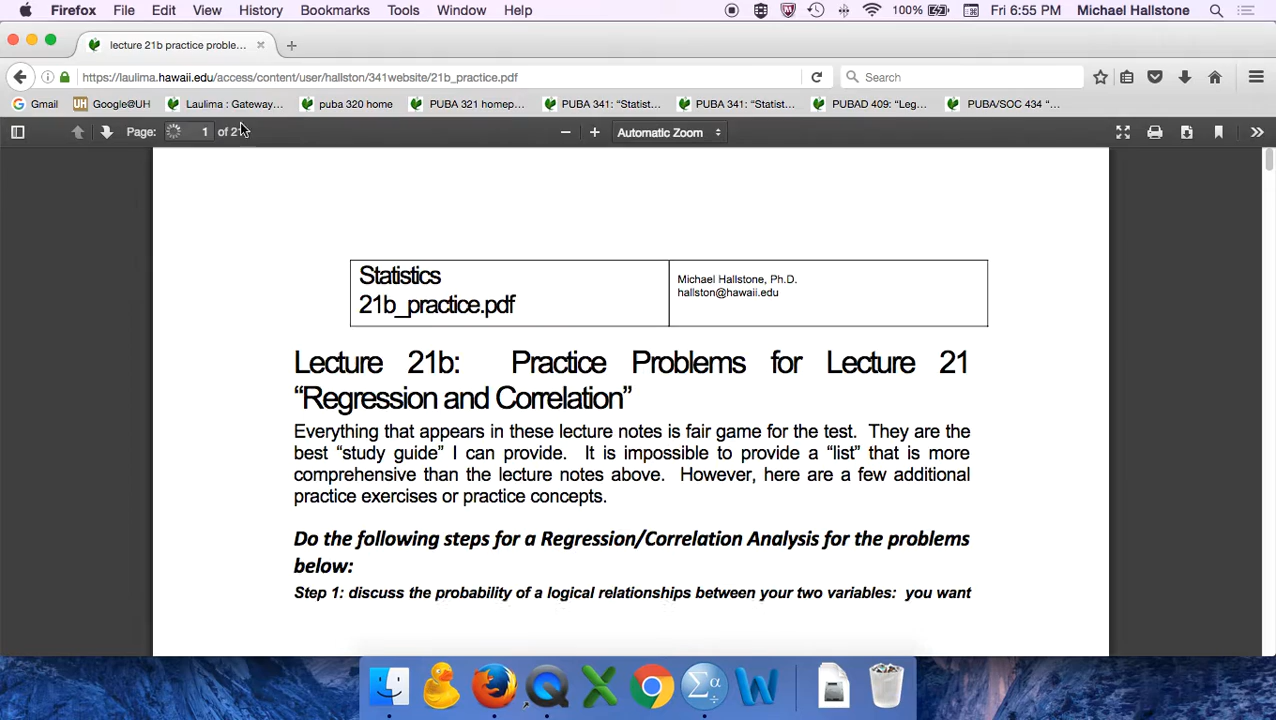 Firefox File Edit View History Bookmarks Tools Window Help 100% Fri 6:55 PM Michael Hallstone
lecture 21b practice proble...
https://laulima.hawaii.edu/access/content/user/hallston/341website/21b_practice.pdf Search
Gmail Google@UH Laulima : Gateway... puba 320 home PUBA 321 homep... PUBA 341: "Statist... PUBA 341: "Statist... PUBAD 409: "Leg... PUBA/SOC 434 "...
Page: 1 of 21 Automatic Zoom
Statistics
21b_practice.pdf
Michael Hallstone, Ph.D.
hallston@hawaii.edu
Lecture 21b: Practice Problems for Lecture 21
“Regression and Correlation”
Everything that appears in these lecture notes is fair game for the test. They are the
best “study guide” I can provide. It is impossible to provide a “list” that is more
comprehensive than the lecture notes above. However, here are a few additional
practice exercises or practice concepts.
Do the following steps for a Regression/Correlation Analysis for the problems
below:
Step 1: discuss the probability of a logical relationships between your two variables: you want